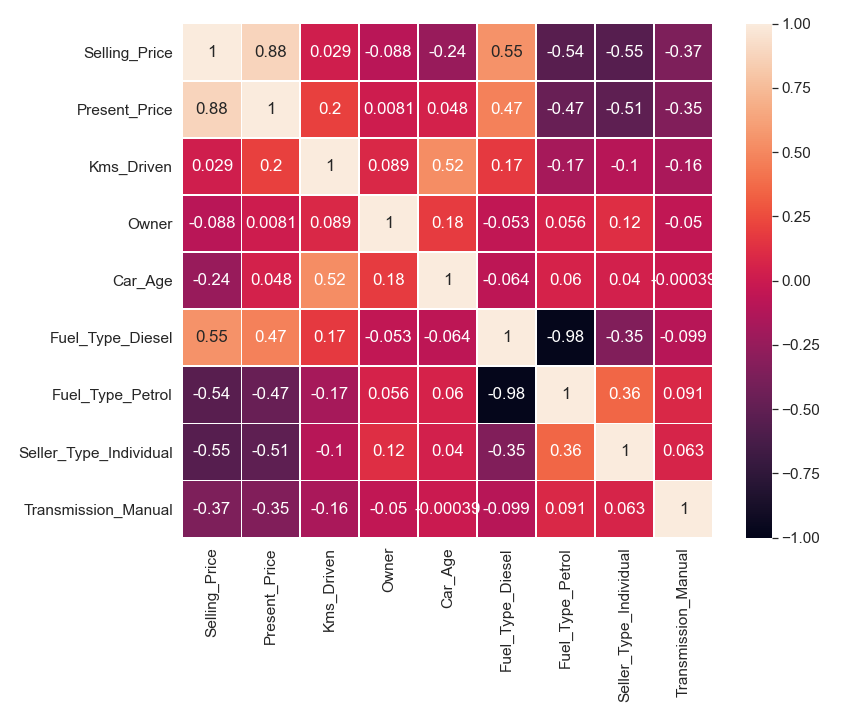 Selling_Price 1 0.88 0.029 -0.088 -0.24 0.55 -0.54 -0.55 -0.37
Present_Price 0.88 1 0.2 0.0081 0.048 0.47 -0.47 -0.51 -0.35
Kms_Driven 0.029 0.2 1 0.089 0.52 0.17 -0.17 -0.1 -0.16
Owner -0.088 0.0081 0.089 1 0.18 -0.053 0.056 0.12 -0.05
Car_Age -0.24 0.048 0.52 0.18 1 -0.064 0.06 0.04 -0.00039
Fuel_Type_Diesel 0.55 0.47 0.17 -0.053 -0.064 1 -0.98 -0.35 -0.099
Fuel_Type_Petrol -0.54 -0.47 -0.17 0.056 0.06 -0.98 1 0.36 0.091
Seller_Type_Individual -0.55 -0.51 -0.1 0.12 0.04 -0.35 0.36 1 0.063
Transmission_Manual -0.37 -0.35 -0.16 -0.05 -0.00039 -0.099 0.091 0.063 1
Selling_Price
Present_Price
Kms_Driven
Owner
Car_Age
Fuel_Type_Diesel
Fuel_Type_Petrol
Seller_Type_Individual
Transmission_Manual
1.00
0.75
0.50
0.25
0.00
−0.25
−0.50
−0.75
−1.00